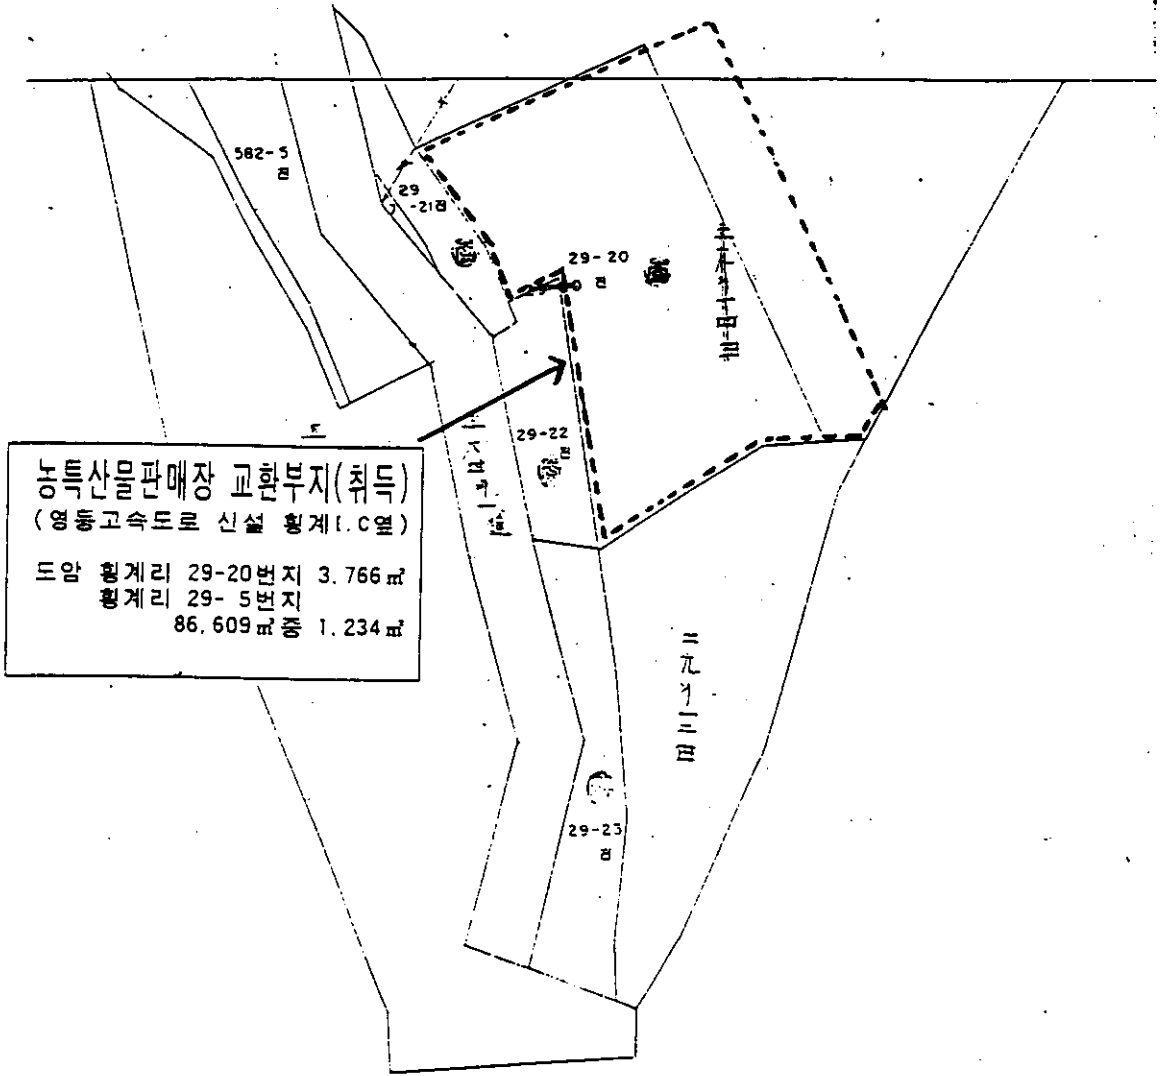 582-5
전
29
-21전
29-20
전
29-22
전
농특산물판매장 교환부지(취득)
(영동고속도로 신설 횡계I.C옆)
도암 횡계리 29-20번지 3.766㎡
횡계리 29- 5번지
86.609㎡중 1.234㎡
29-23
전